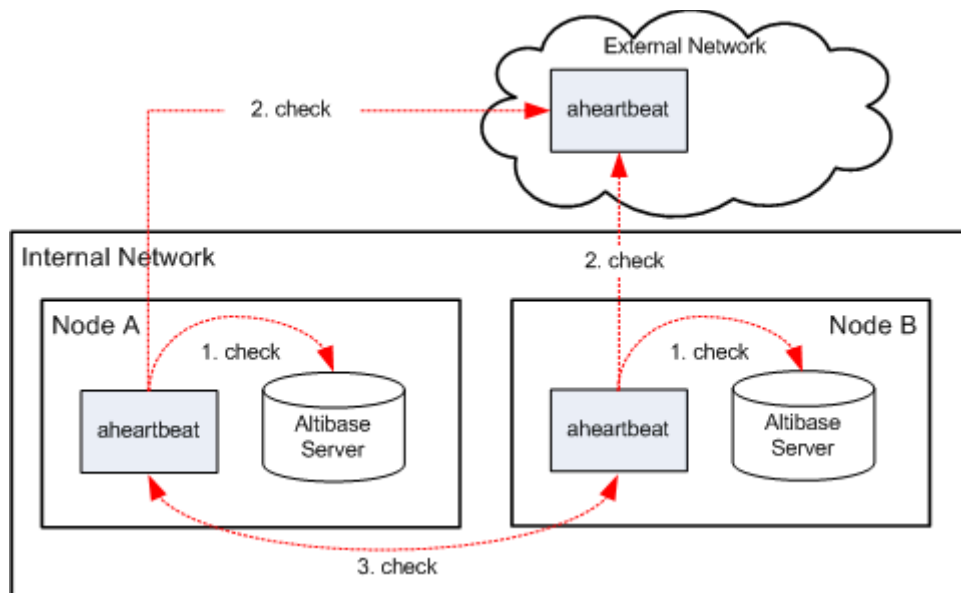 External Network
aheartbeat
2. check
Internal Network
2. check
Node A
Node B
1. check
1. check
aheartbeat
Altibase
Server
aheartbeat
Altibase
Server
3. check